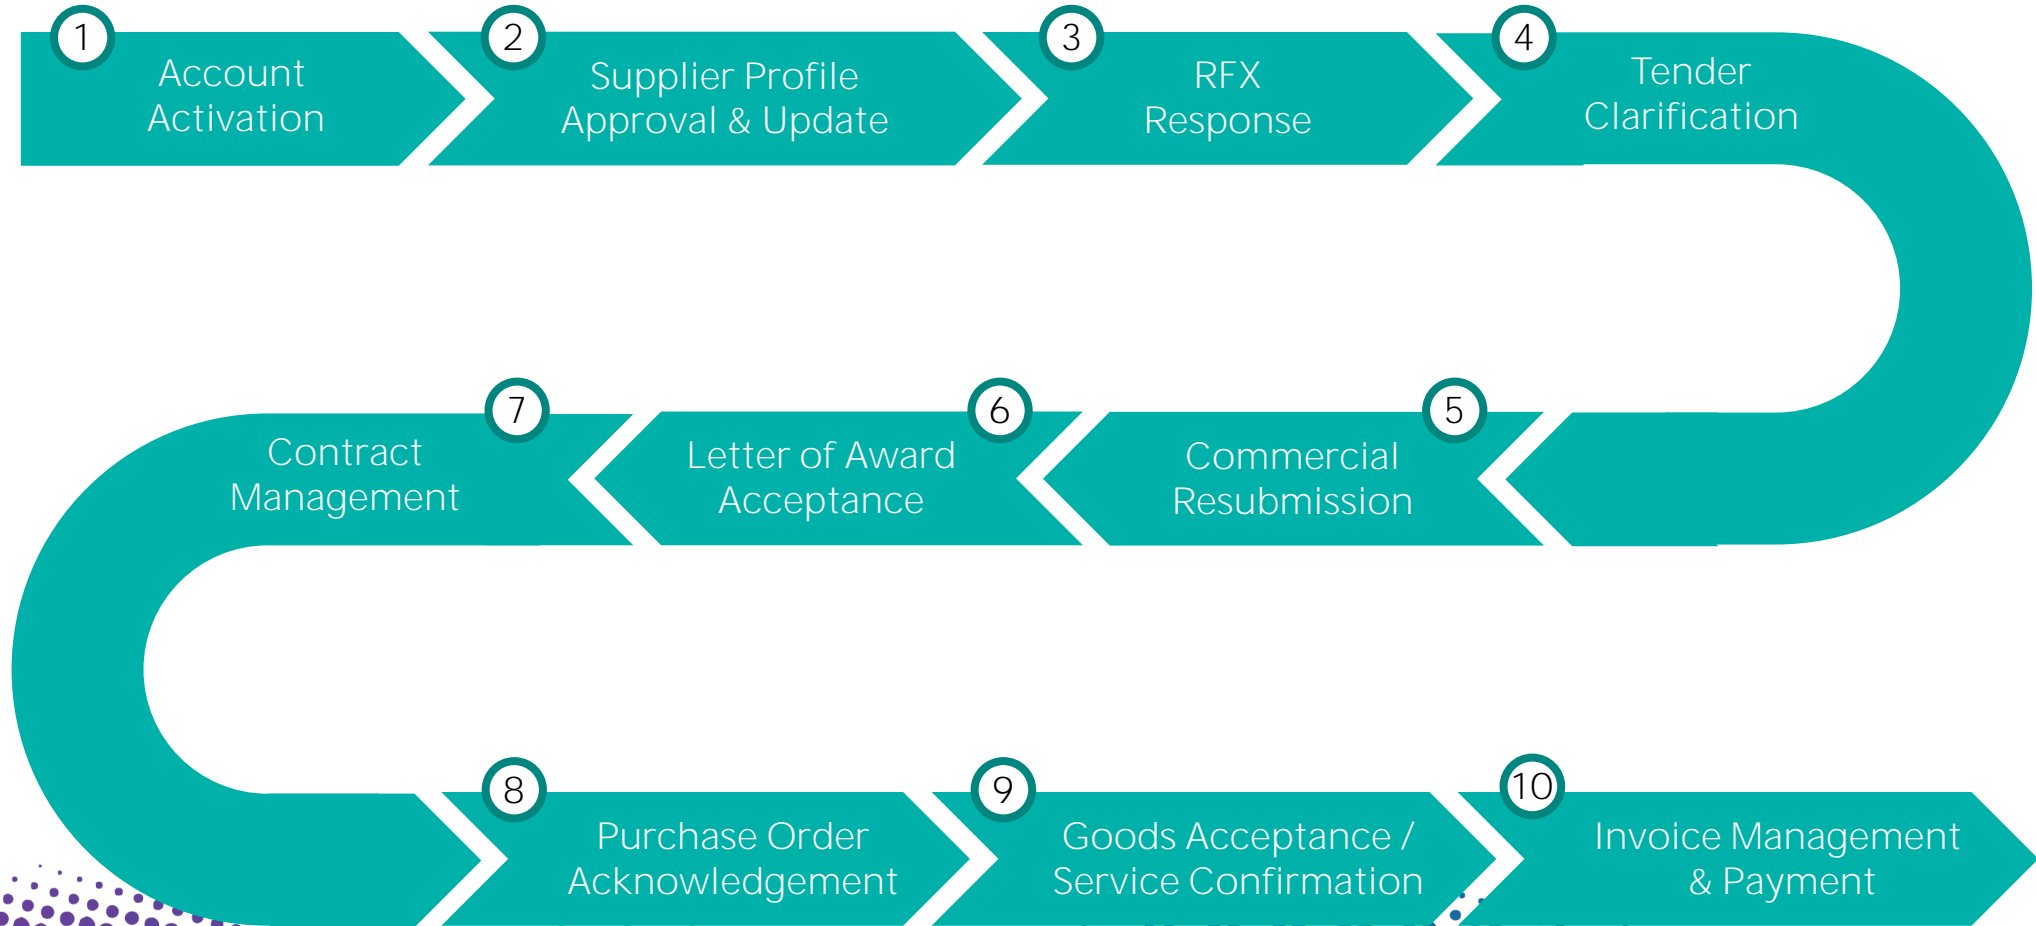 1
Account
Activation
2
Supplier Profile
Approval & Update
3
RFX
Response
4
Tender
Clarification
5
Commercial
Resubmission
6
Letter of Award
Acceptance
7
Contract
Management
8
Purchase Order
Acknowledgement
9
Goods Acceptance /
Service Confirmation
10
Invoice Management
& Payment